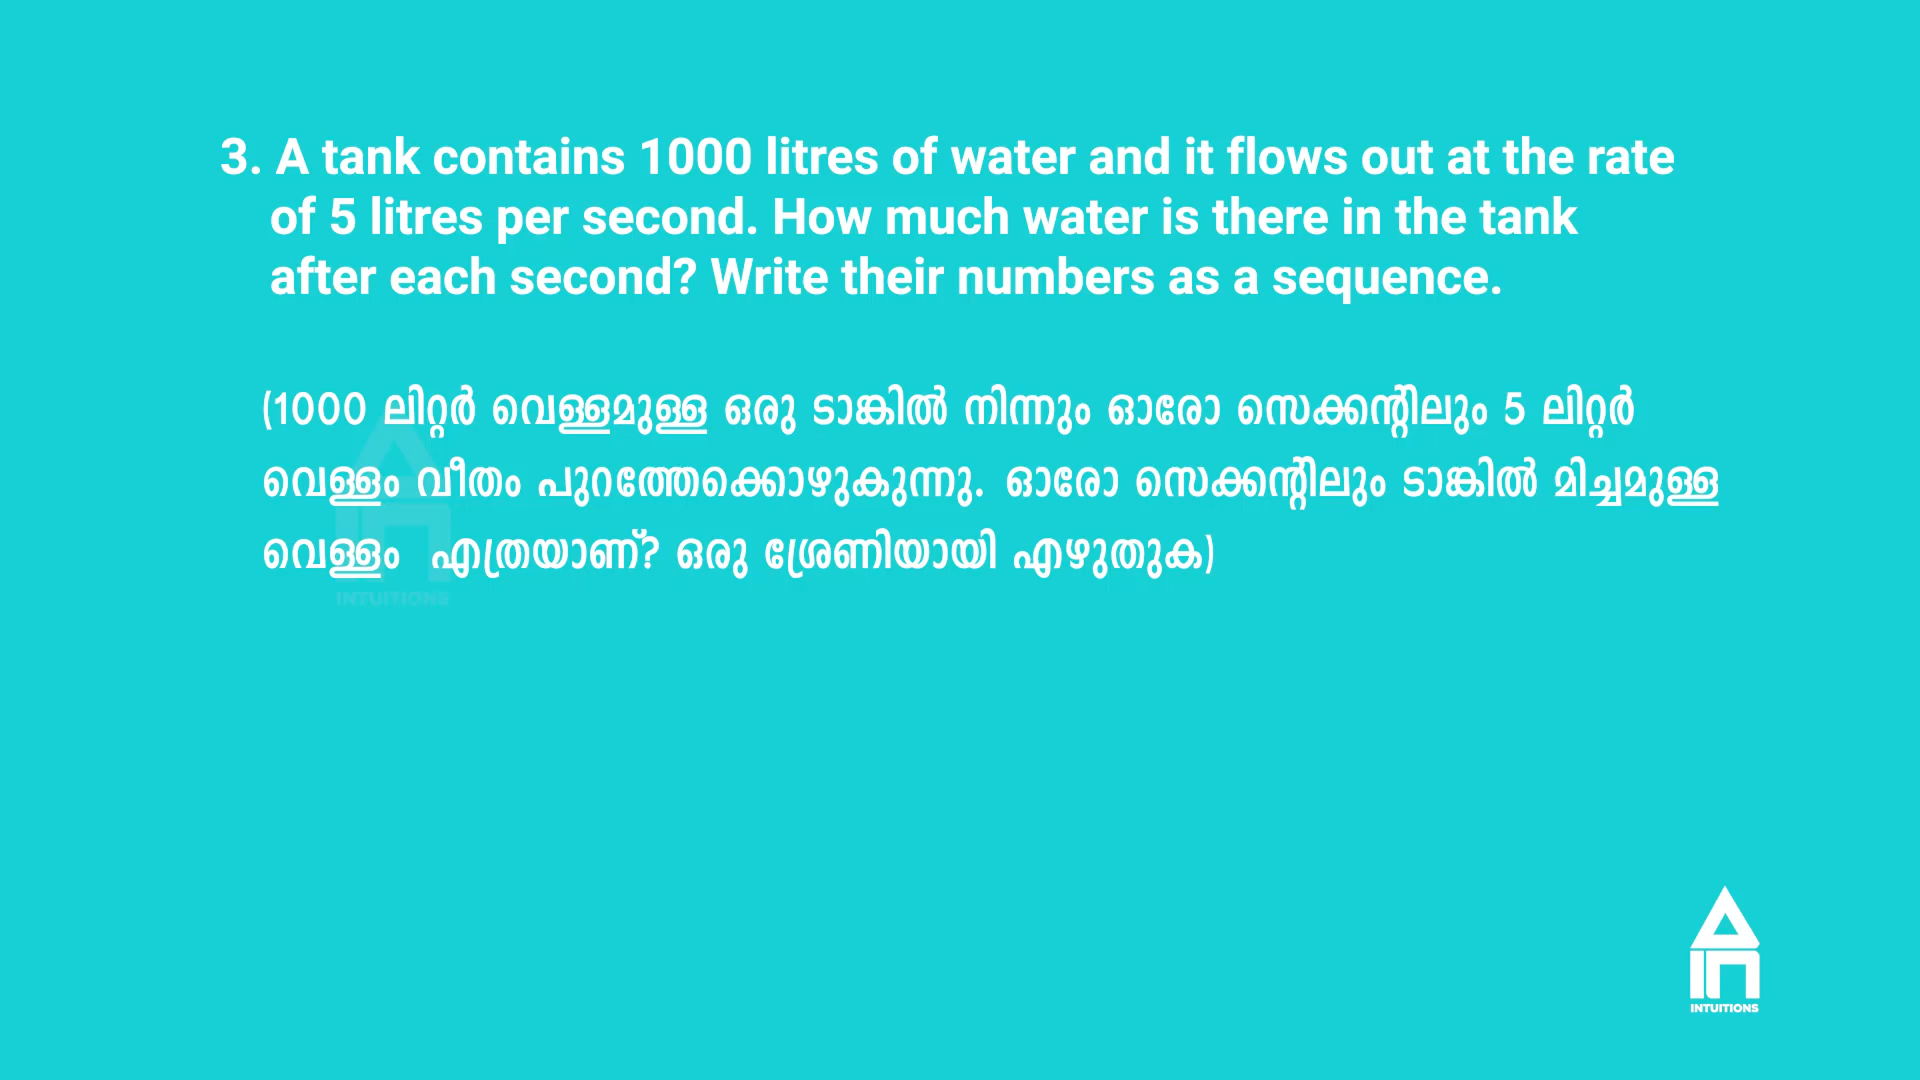 3. A tank contains 1000 litres of water and it flows out at the rate
of 5 litres per second. How much water is there in the tank
after each second? Write their numbers as a sequence.
(1000 ലിറ്റർ വെള്ളമുള്ള ഒരു ടാങ്കിൽ നിന്നും ഓരോ സെക്കന്റിലും 5 ലിറ്റർ
വെള്ളം വീതം പുറത്തേക്കൊഴുകുന്നു. ഓരോ സെക്കന്റിലും ടാങ്കിൽ മിച്ചമുള്ള
വെള്ളം എത്രയാണ്? ഒരു ശ്രേണിയായി എഴുതുക)
INTUITIONS
IN
INTUITIONS